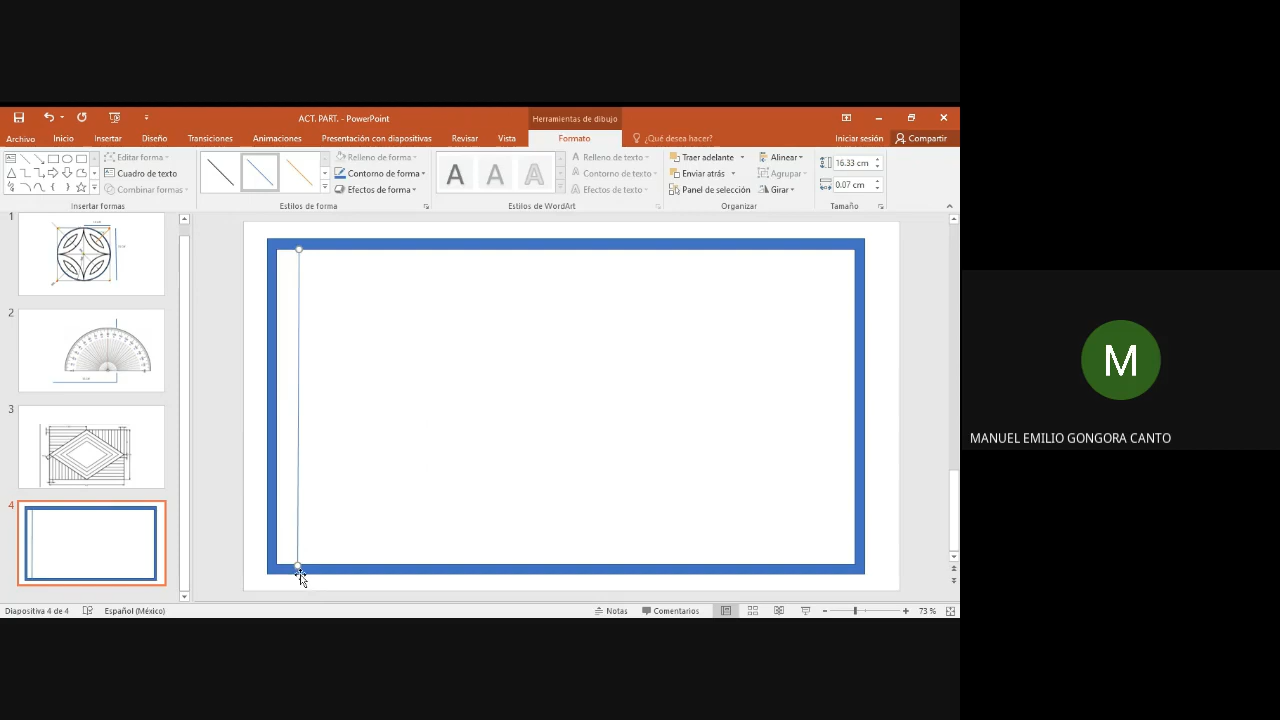 ACT. PART. - PowerPoint
Herramientas de dibujo
Archivo
Inicio
Insertar
Diseño
Transiciones
Animaciones
Presentación con diapositivas
Revisar
Vista
Formato
¿Qué desea hacer?
Iniciar sesión
Compartir
Editar forma
Cuadro de texto
Combinar formas
Insertar formas
Relleno de forma
Contorno de forma
Efectos de forma
Estilos de forma
A A A
Relleno de texto
Contorno de texto
Efectos de texto
Estilos de WordArt
Traer adelante
Enviar atrás
Panel de selección
Alinear
Agrupar
Girar
Organizar
16.33 cm
0.07 cm
Tamaño
1
2
3
4
M
MANUEL EMILIO GONGORA CANTO
Diapositiva 4 de 4
Español (México)
Notas
Comentarios
73 %